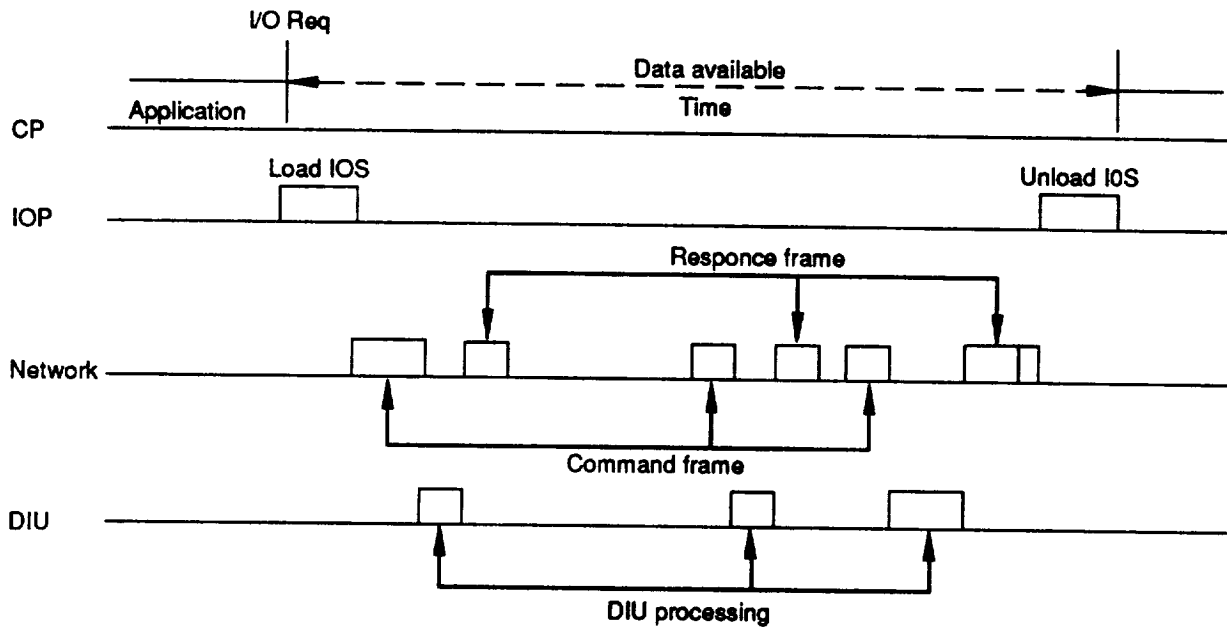 I/O Req
Data available
Application
Time
CP
Load IOS
Unload I0S
IOP
Responce frame
Network
Command frame
DIU
DIU processing